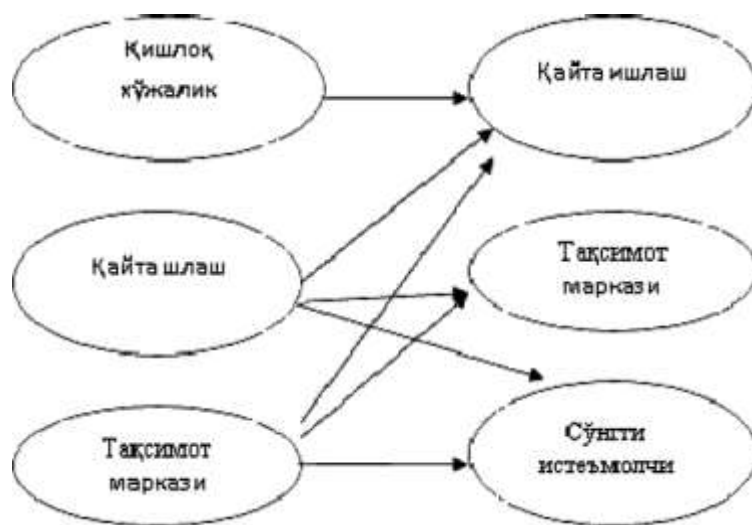 Қишлоқ
хўжалик
Қайта ишлаш
Қайта шлаш
Тақсимот
маркази
Тақсимот
маркази
Сўнгги
истеъмолчи